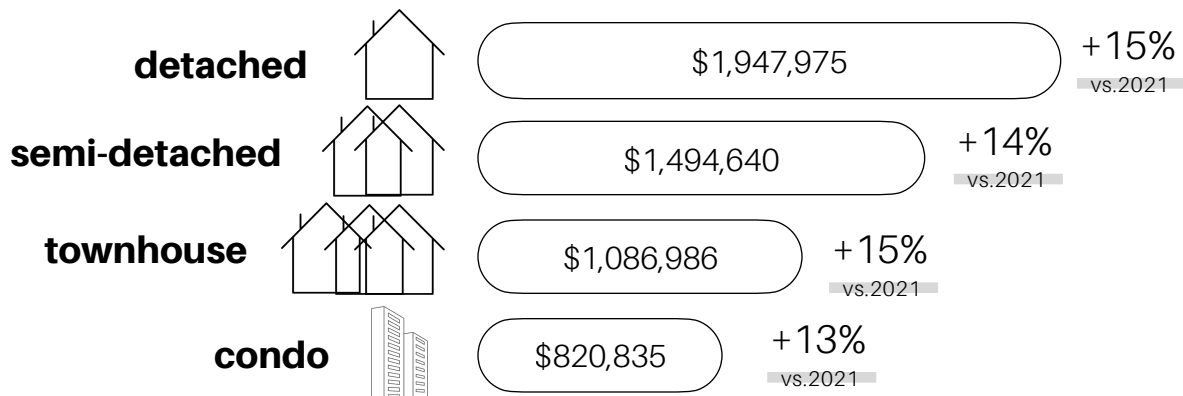 detached
$1,947,975
+15%
vs.2021
semi-detached
$1,494,640
+14%
vs.2021
townhouse
$1,086,986
+15%
vs.2021
condo
$820,835
+13%
vs.2021